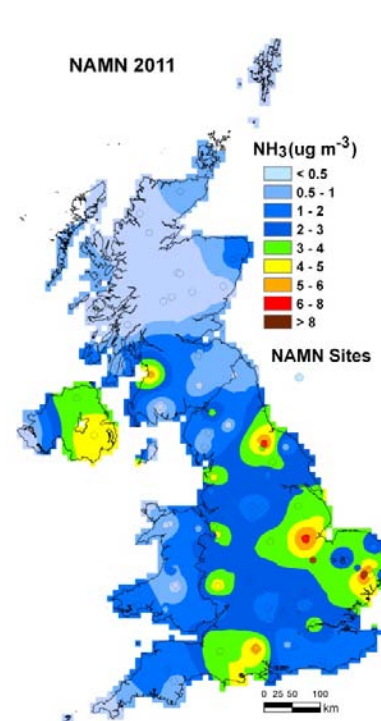 NAMN 2011
NH3(ug m-3)
< 0.5
0.5 - 1
1 - 2
2 - 3
3 - 4
4 - 5
5 - 6
6 - 8
> 8
NAMN Sites
0 25 50 100
km